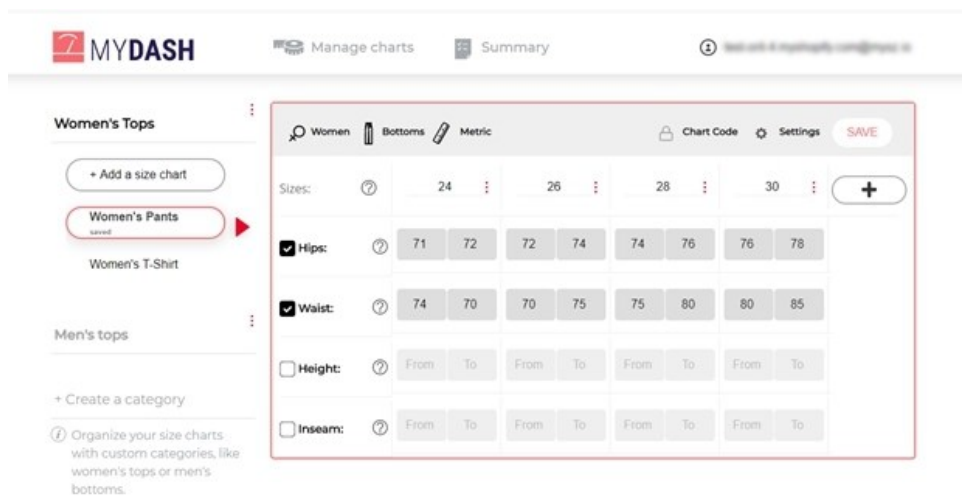 MYDASH
Manage charts
Summary
Women's Tops
+ Add a size chart
Women's Pants
saved
Women's T-Shirt
Men's tops
+ Create a category
Organize your size charts
with custom categories, like
women's tops or men's
bottoms.
Women Bottoms Metric Chart Code Settings SAVE
Sizes: ? 24 26 28 30 +
Hips: ? 71 72 72 74 74 76 76 78
Waist: ? 74 70 70 75 75 80 80 85
Height: ? From To From To From To From To
Inseam: ? From To From To From To From To